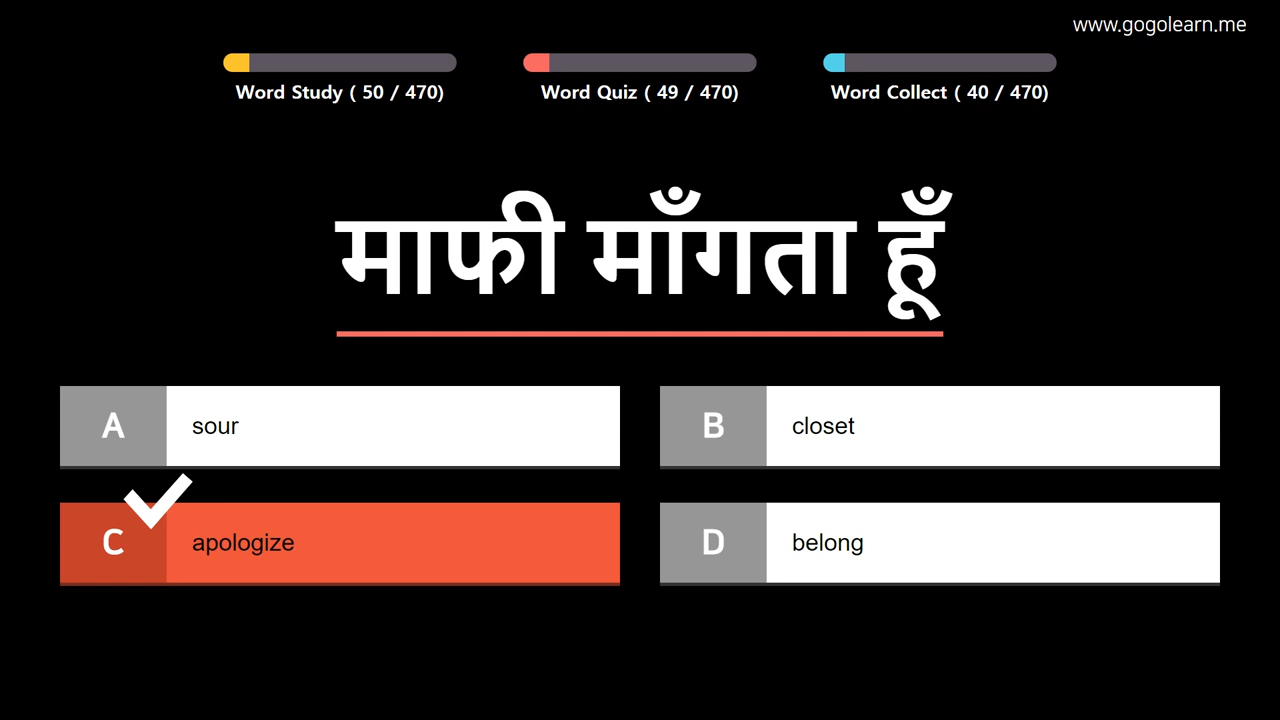 www.gogolearn.me
Word Study ( 50 / 470)
Word Quiz ( 49 / 470)
Word Collect ( 40 / 470)
माफी माँगता हूँ
A sour
B closet
C apologize
D belong